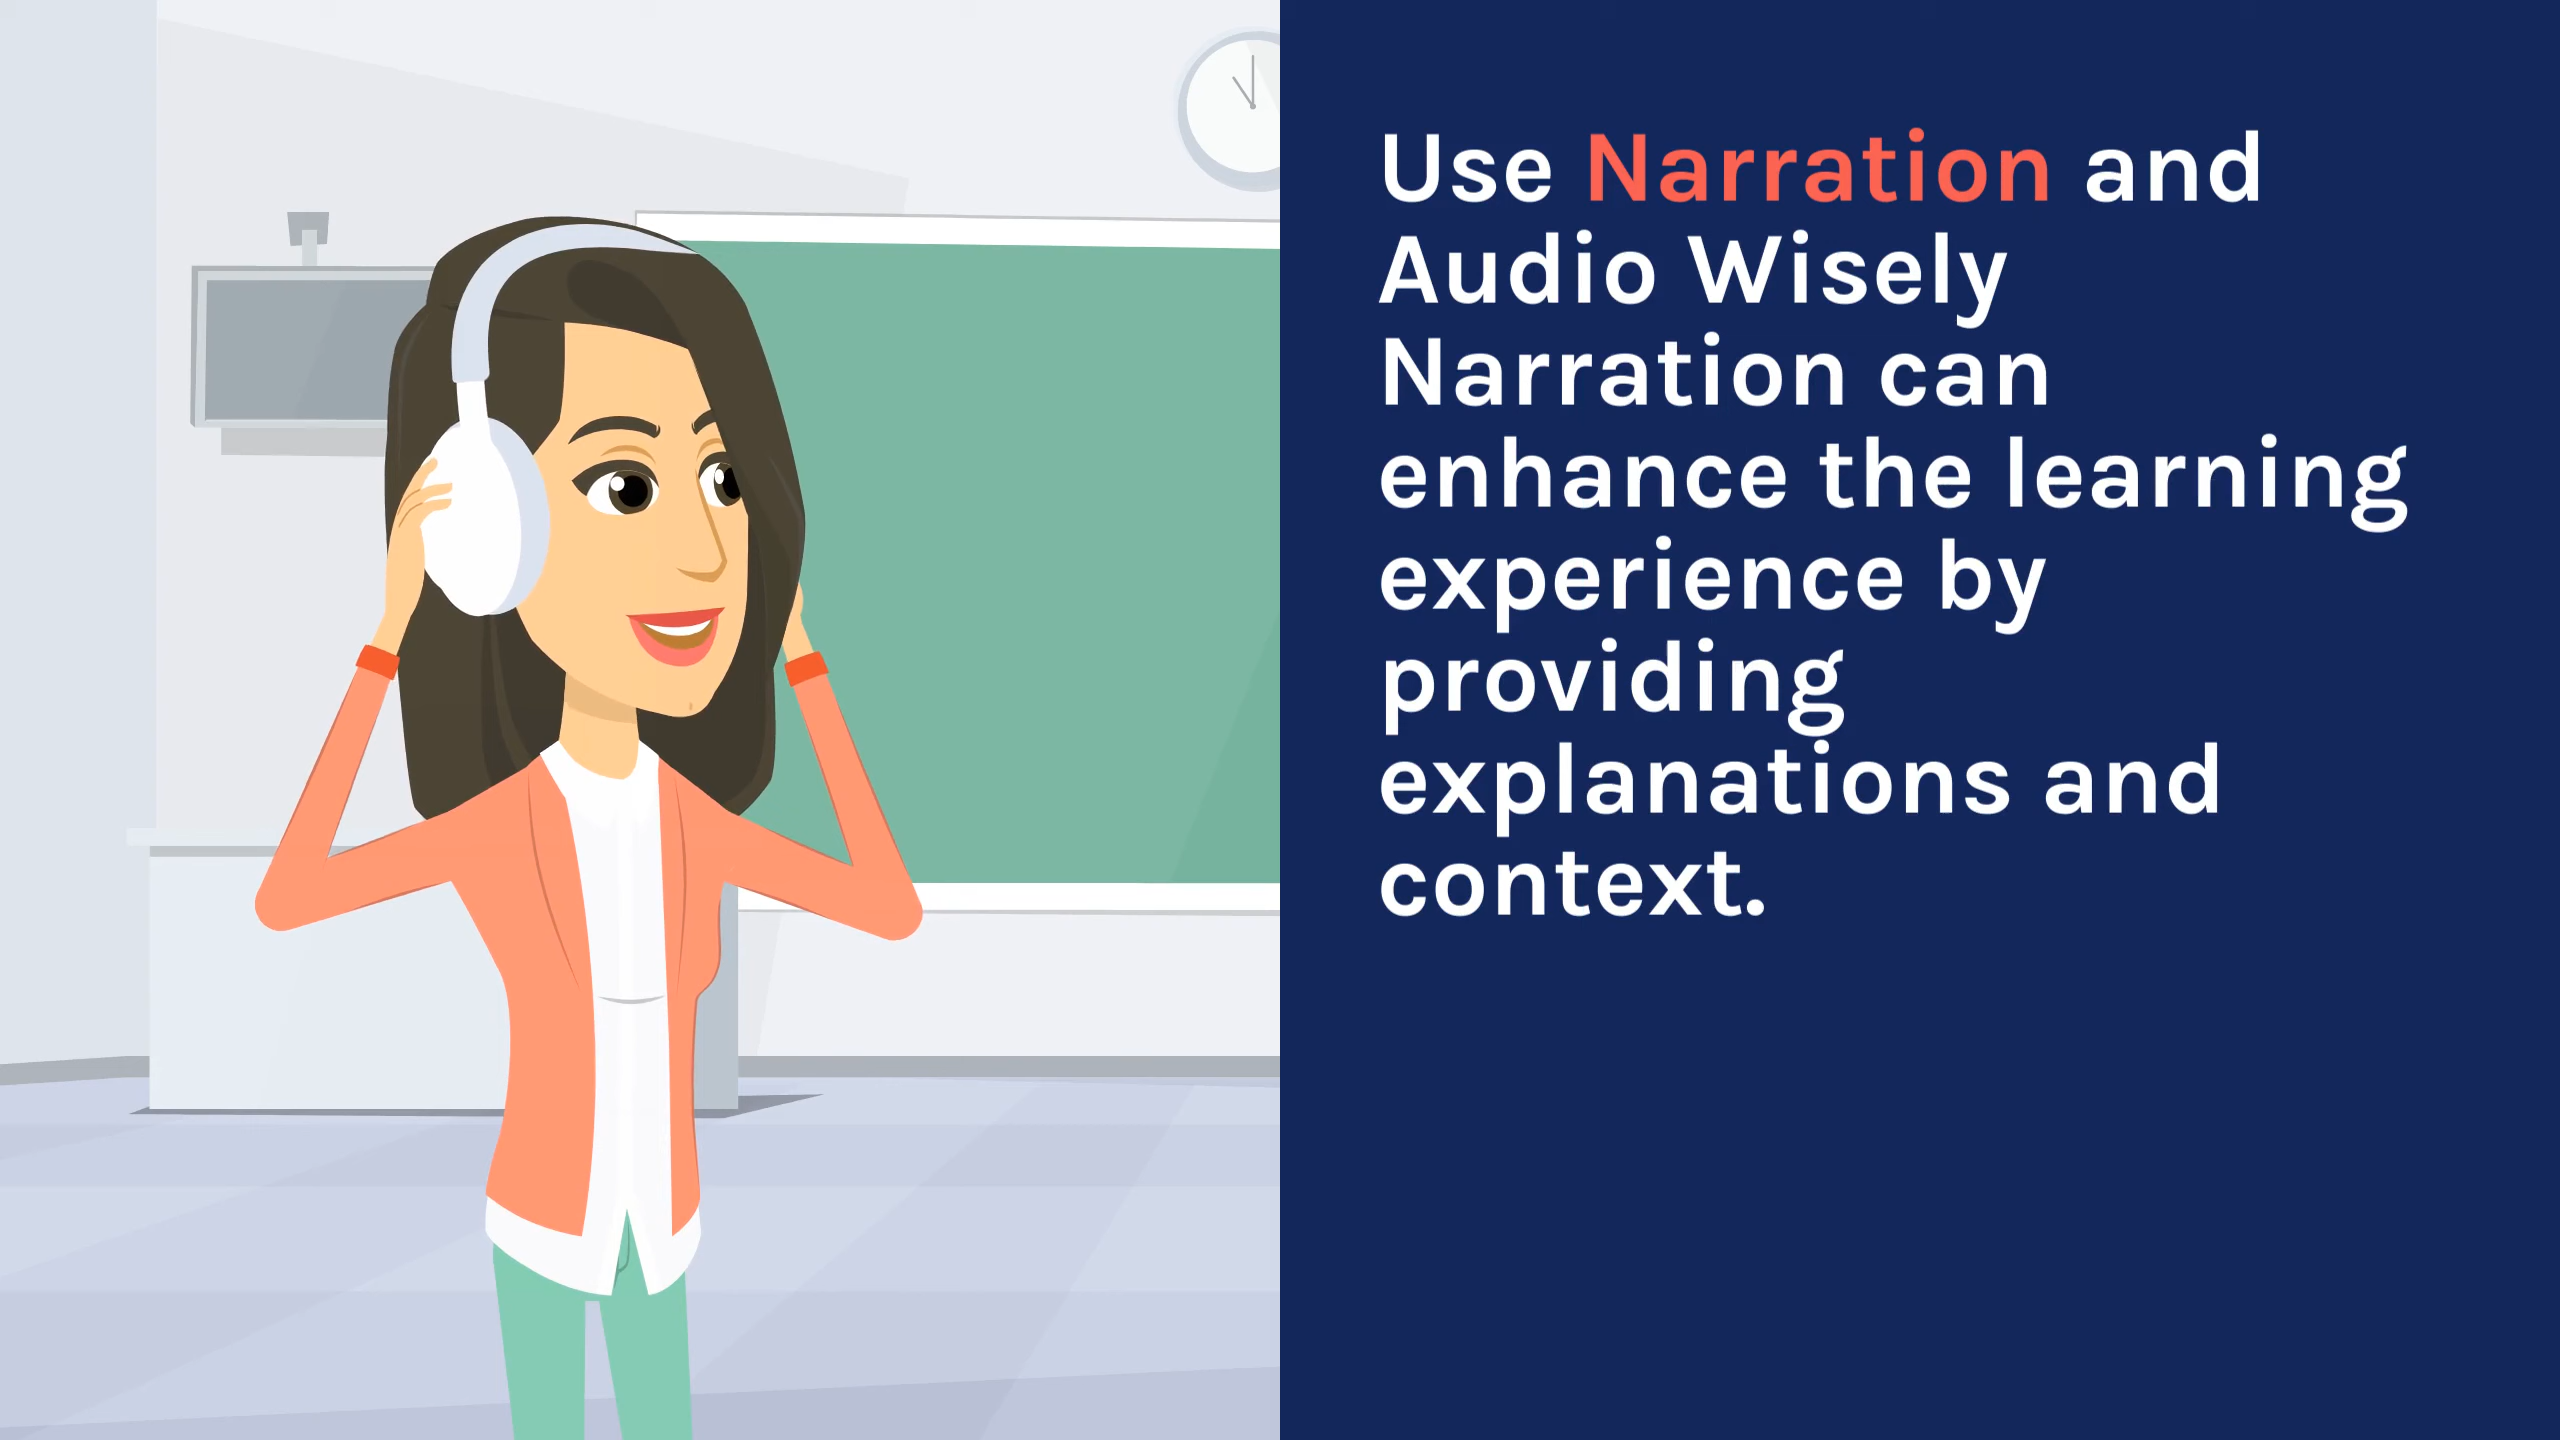 Use Narration and
Audio Wisely
Narration can
enhance the learning
experience by
providing
explanations and
context.